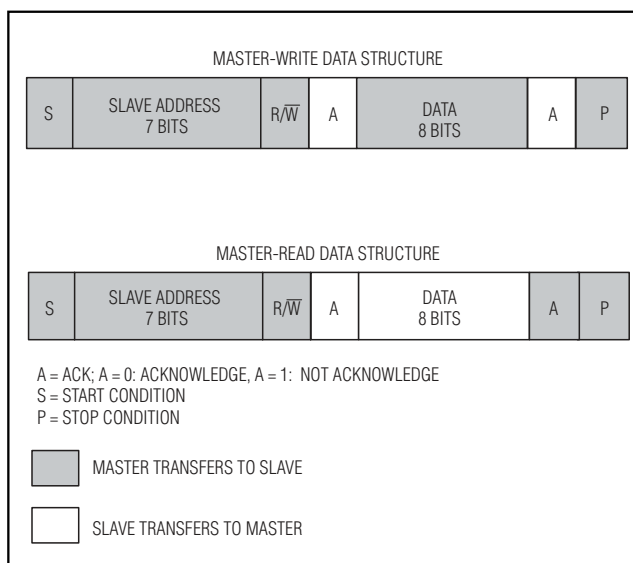 MASTER-WRITE DATA STRUCTURE
S SLAVE ADDRESS 7 BITS R/W̅ A DATA 8 BITS A P
MASTER-READ DATA STRUCTURE
S SLAVE ADDRESS 7 BITS R/W̅ A DATA 8 BITS A P
A = ACK; A = 0: ACKNOWLEDGE, A = 1: NOT ACKNOWLEDGE
S = START CONDITION
P = STOP CONDITION
MASTER TRANSFERS TO SLAVE
SLAVE TRANSFERS TO MASTER